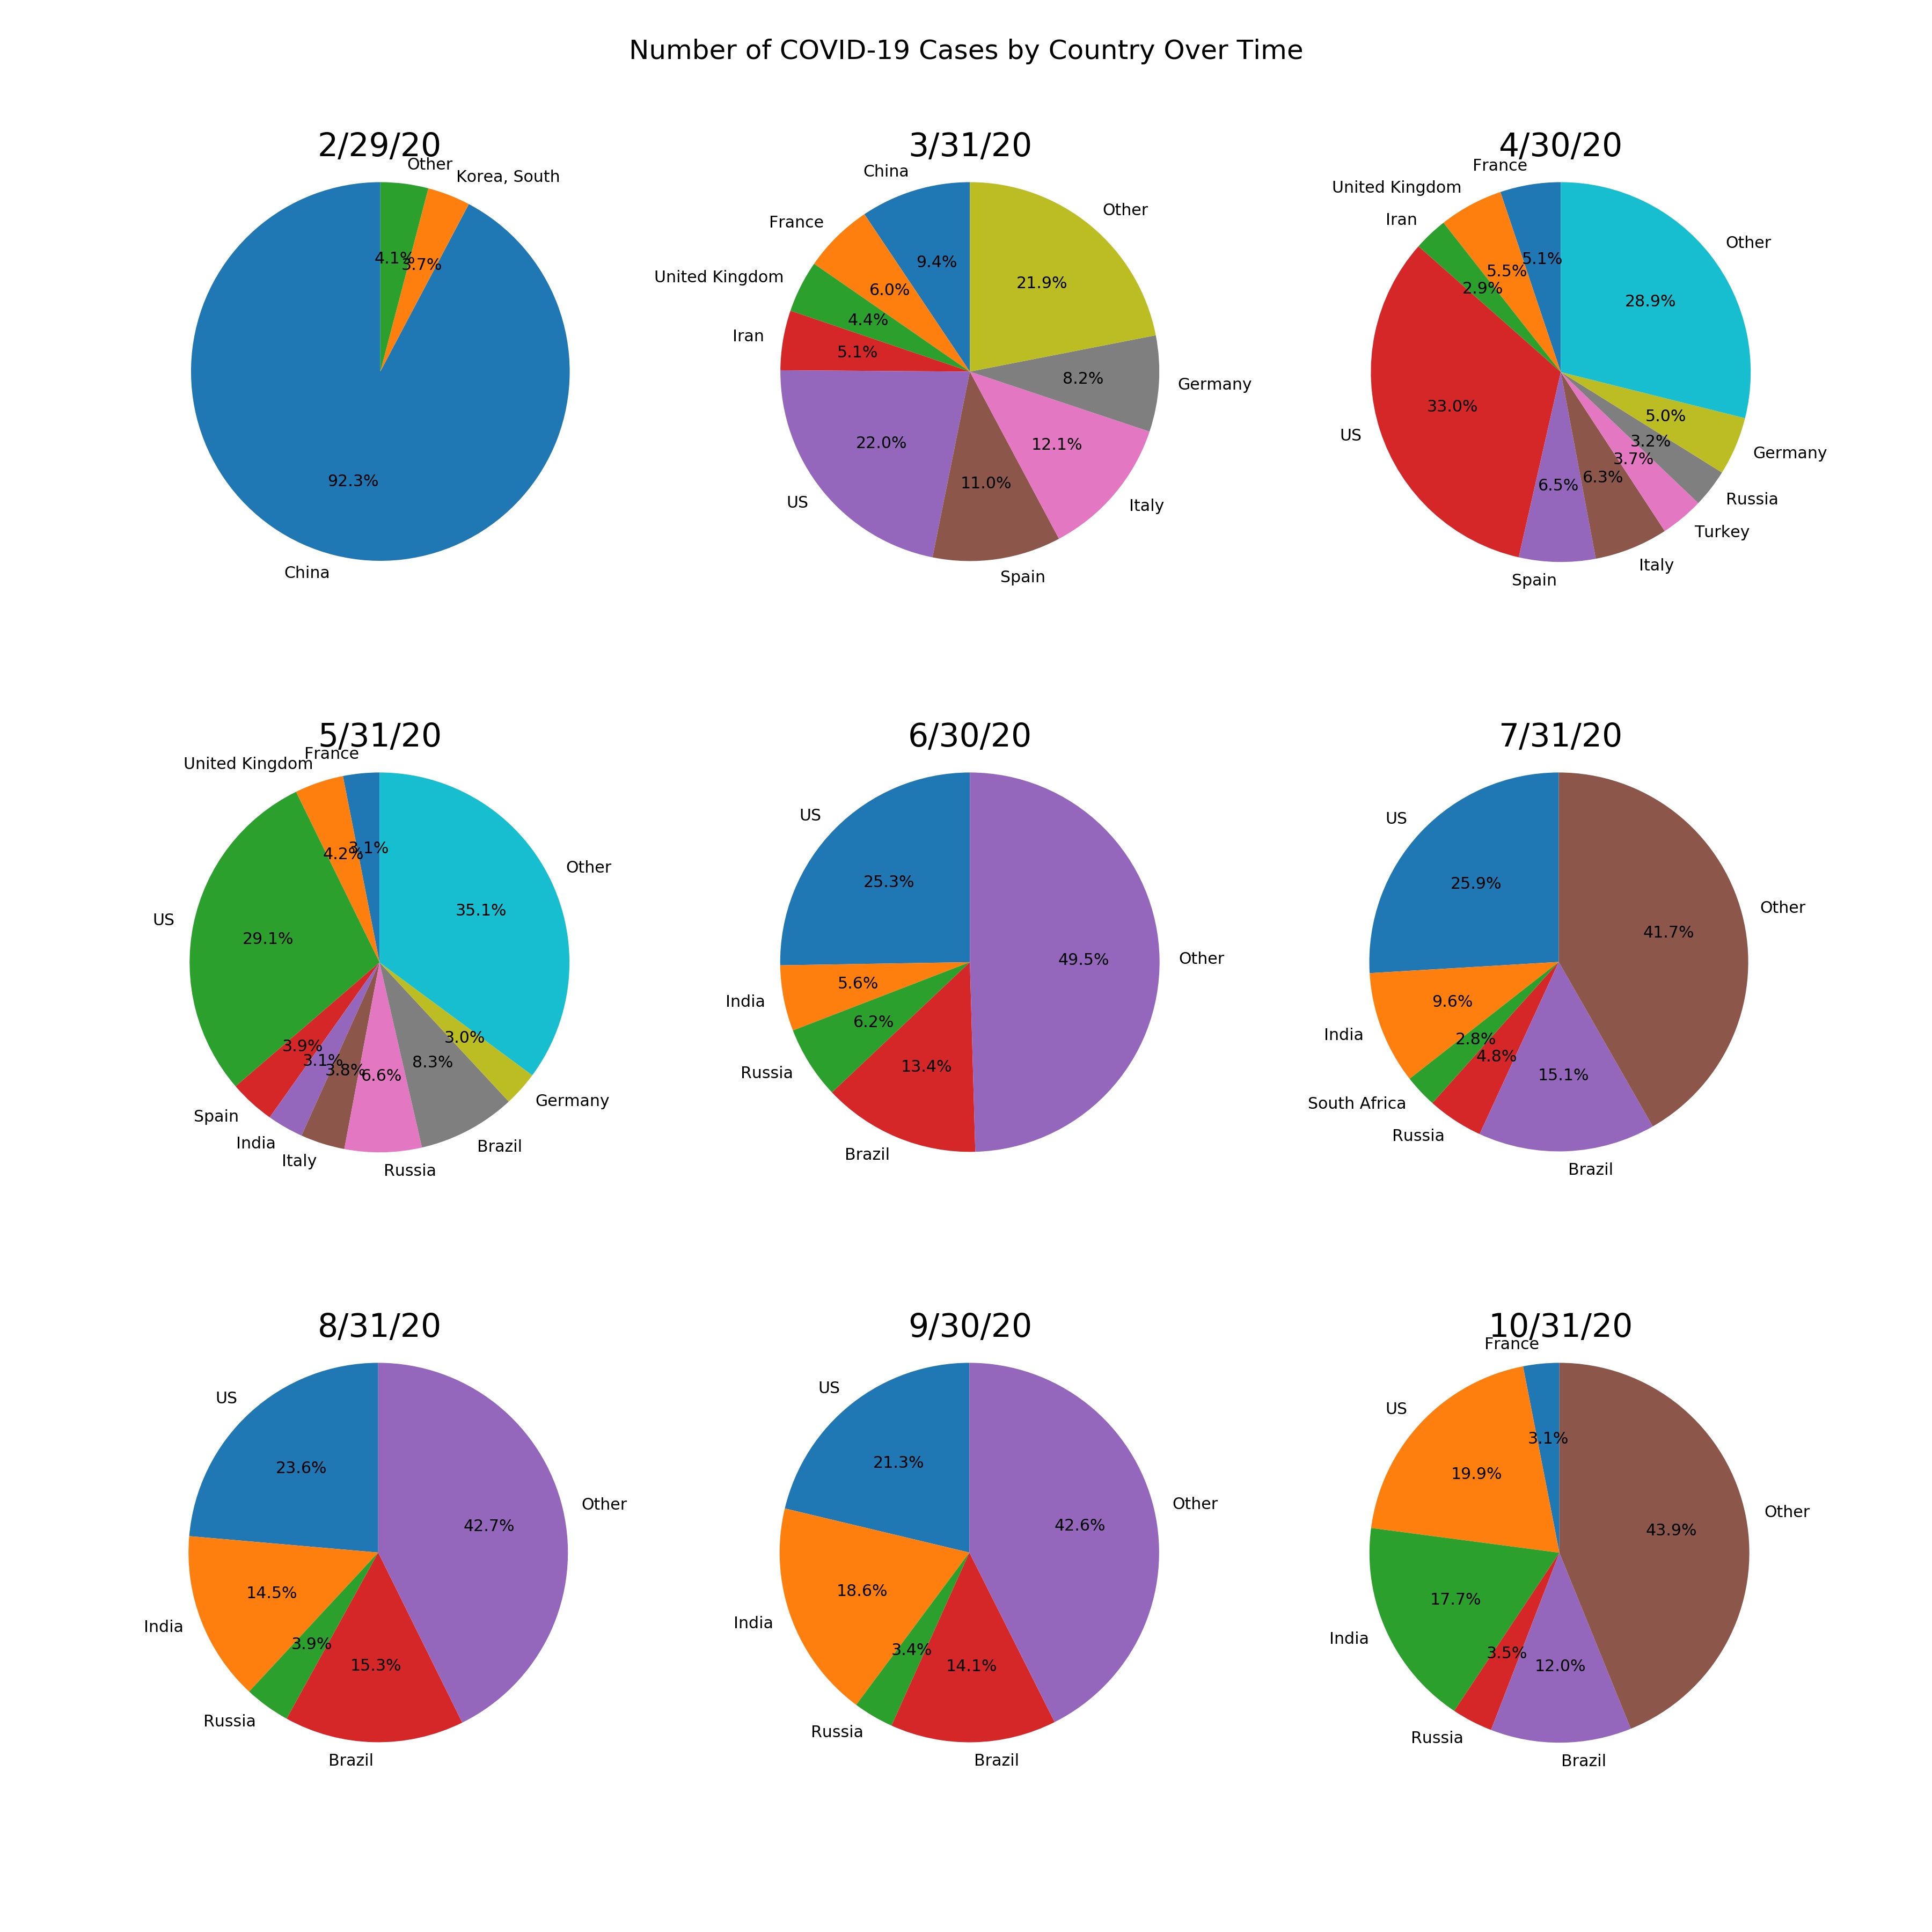 Number of COVID-19 Cases by Country Over Time
2/29/20
Other
Korea, South
4.1%
3.7%
92.3%
China
3/31/20
China
Other
France
United Kingdom
Iran
9.4%
21.9%
6.0%
4.4%
5.1%
8.2%
Germany
22.0%
12.1%
11.0%
US
Italy
Spain
4/30/20
France
United Kingdom
Iran
Other
5.1%
5.5%
2.9%
28.9%
33.0%
5.0%
3.2%
3.7%
6.3%
6.5%
US
Germany
Russia
Turkey
Italy
Spain
5/31/20
France
United Kingdom
3.1%
4.2%
Other
US
35.1%
29.1%
3.9%
3.0%
3.1%
3.8%
6.6%
8.3%
Germany
Spain
India
Italy
Russia
Brazil
6/30/20
US
25.3%
49.5%
Other
5.6%
India
6.2%
Russia
13.4%
Brazil
7/31/20
US
25.9%
Other
41.7%
9.6%
India
2.8%
4.8%
15.1%
South Africa
Russia
Brazil
8/31/20
US
23.6%
Other
42.7%
14.5%
India
3.9%
15.3%
Russia
Brazil
9/30/20
US
21.3%
Other
42.6%
18.6%
India
3.4%
14.1%
Russia
Brazil
10/31/20
France
US
3.1%
19.9%
Other
43.9%
17.7%
India
3.5%
12.0%
Russia
Brazil